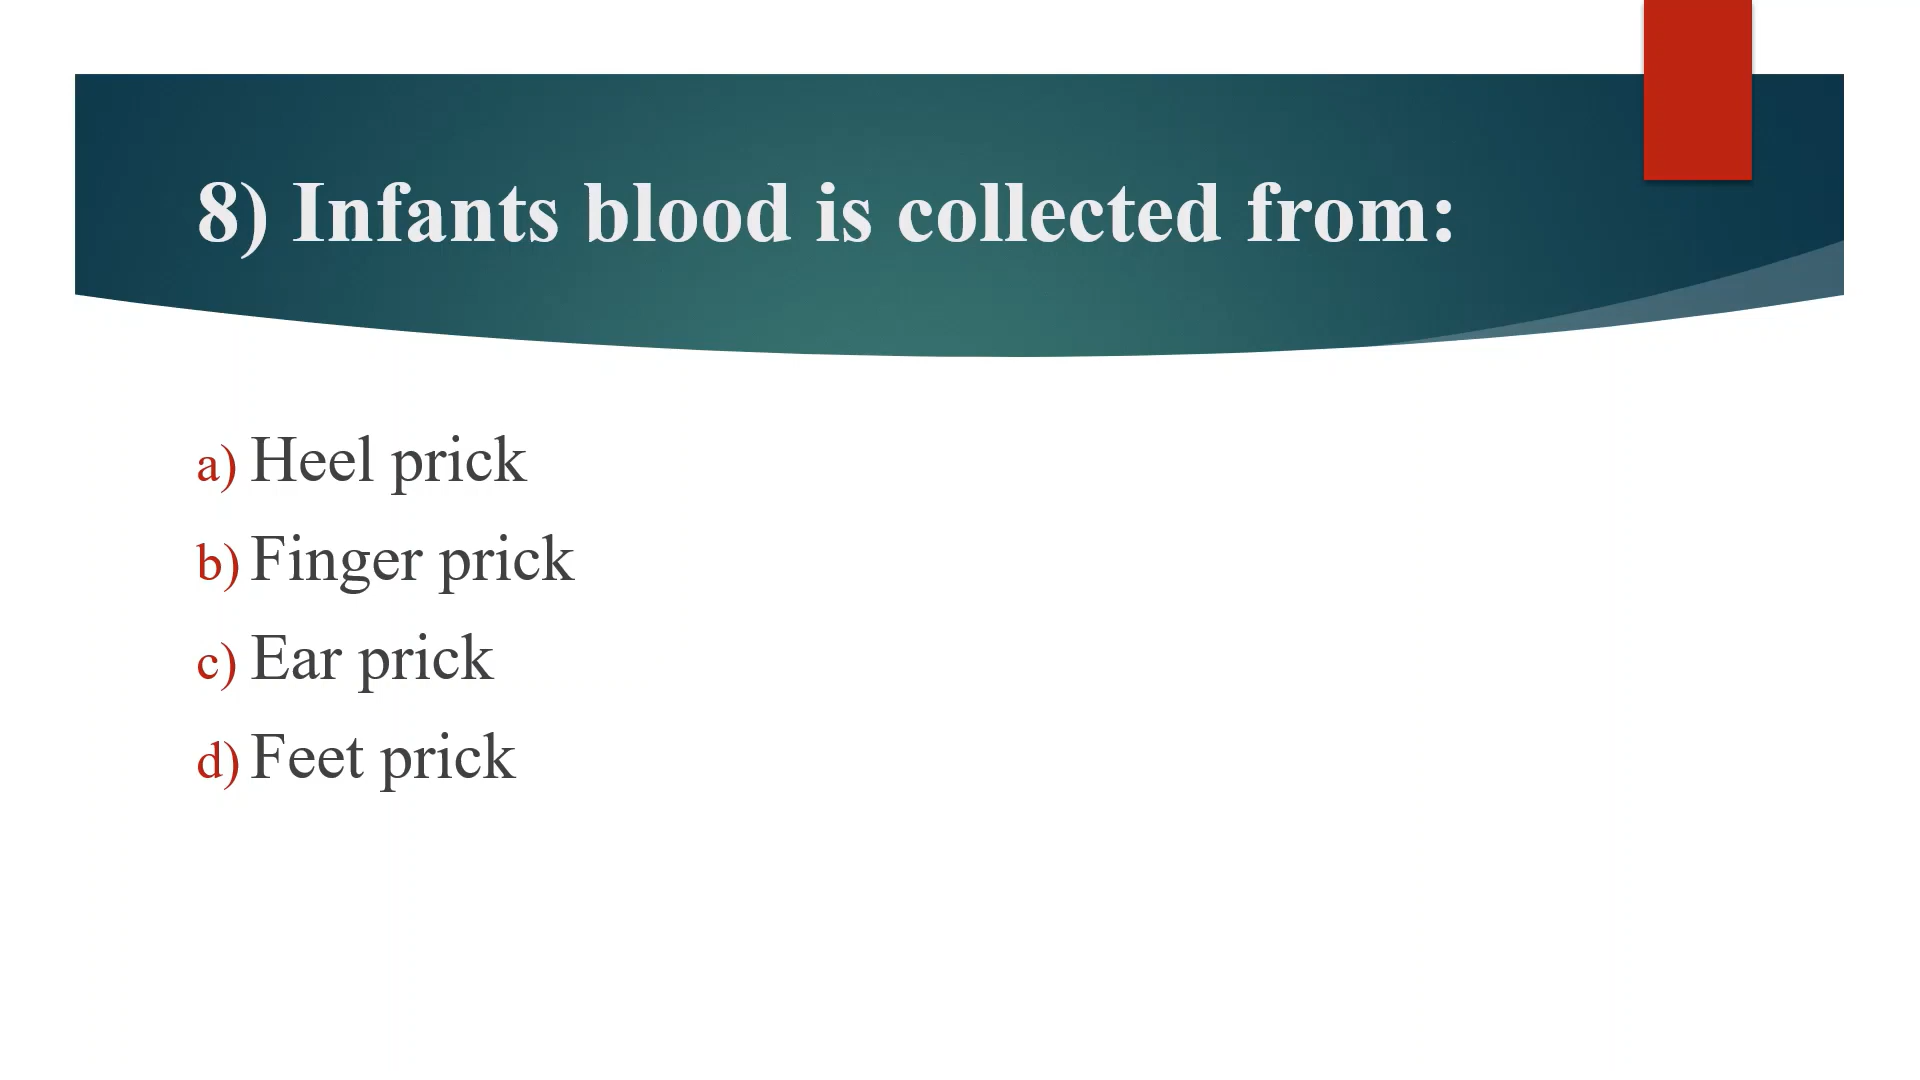 8) Infants blood is collected from:
a) Heel prick
b) Finger prick
c) Ear prick
d) Feet prick